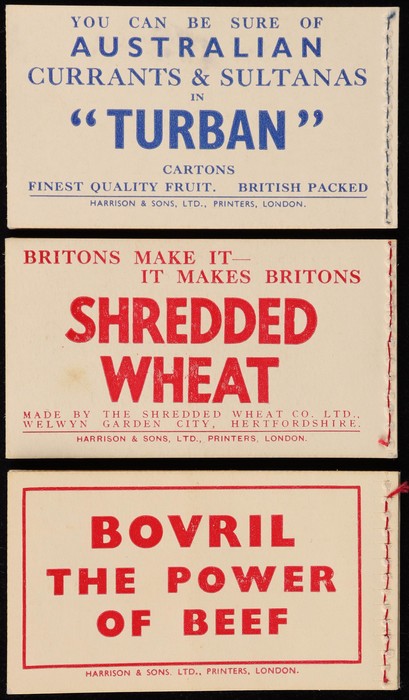 YOU CAN BE SURE OF
AUSTRALIAN
CURRANTS & SULTANAS
IN
"TURBAN"
CARTONS
FINEST QUALITY FRUIT. BRITISH PACKED
HARRISON & SONS, LTD., PRINTERS, LONDON.
BRITONS MAKE IT—
IT MAKES BRITONS
SHREDDED
WHEAT
MADE BY THE SHREDDED WHEAT CO. LTD.,
WELWYN GARDEN CITY, HERTFORDSHIRE.
HARRISON & SONS, LTD., PRINTERS, LONDON.
BOVRIL
THE POWER
OF BEEF
HARRISON & SONS. LTD., PRINTERS, LONDON.